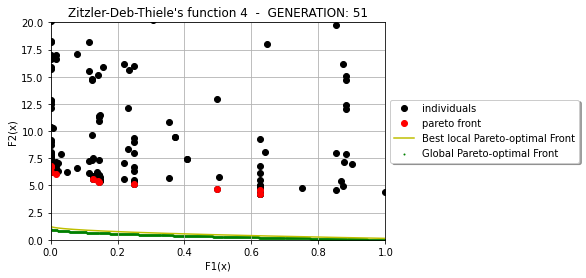 Zitzler-Deb-Thiele's function 4 - GENERATION: 51
20.0
17.5
15.0
12.5
10.0
7.5
5.0
2.5
0.0
F2(x)
0.0 0.2 0.4 0.6 0.8 1.0
F1(x)
individuals
pareto front
Best local Pareto-optimal Front
Global Pareto-optimal Front